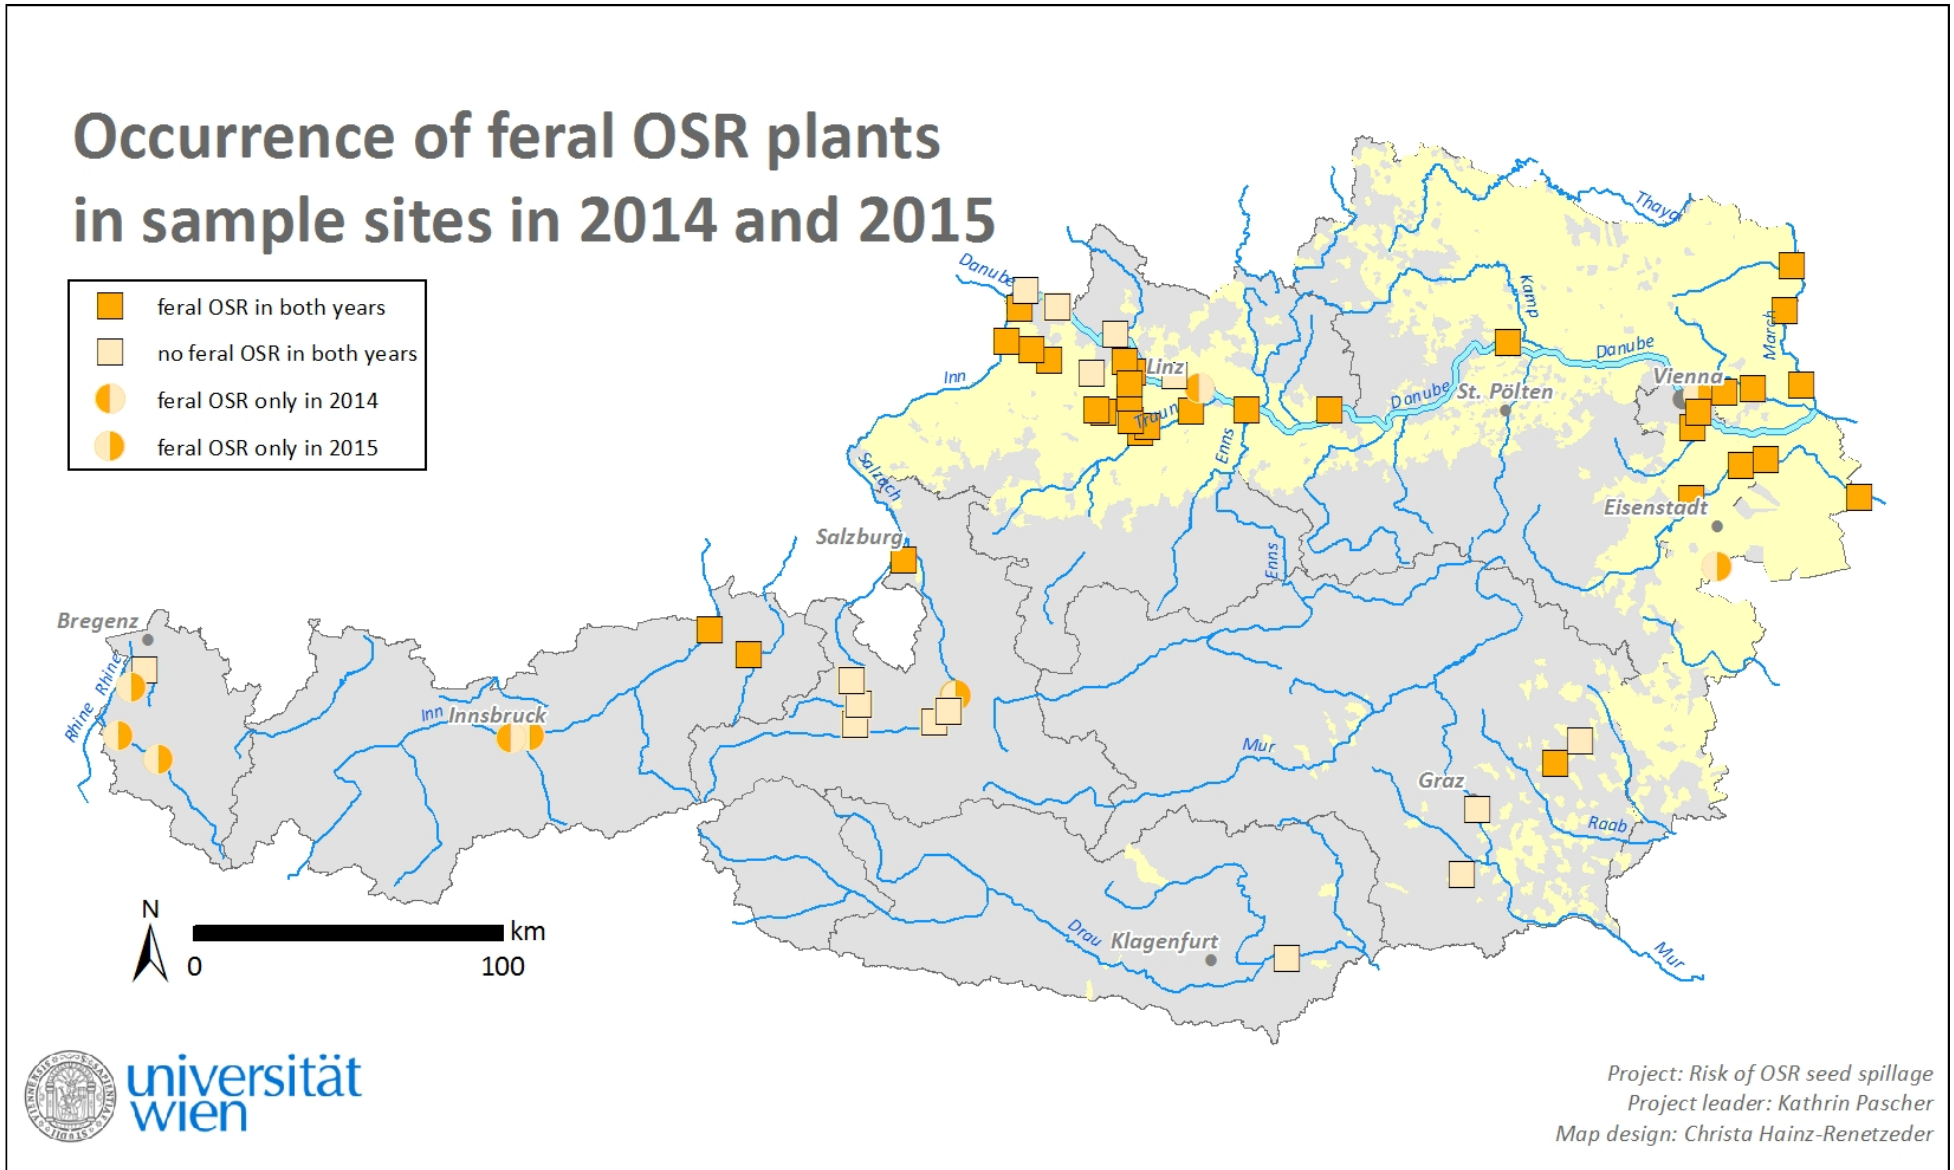 Occurrence of feral OSR plants
in sample sites in 2014 and 2015
feral OSR in both years
no feral OSR in both years
feral OSR only in 2014
feral OSR only in 2015
Danube
Thaya
Kamp
March
Danube
Vienna
Linz
Inn
Traun
Danube
St. Pölten
Enns
Salzach
Eisenstadt
Salzburg
Enns
Bregenz
Rhine
Rhine
Inn
Innsbruck
Mur
Graz
Raab
Drau
Klagenfurt
Mur
N
km
0
100
universität
wien
Project: Risk of OSR seed spillage
Project leader: Kathrin Pascher
Map design: Christa Hainz-Renetzeder